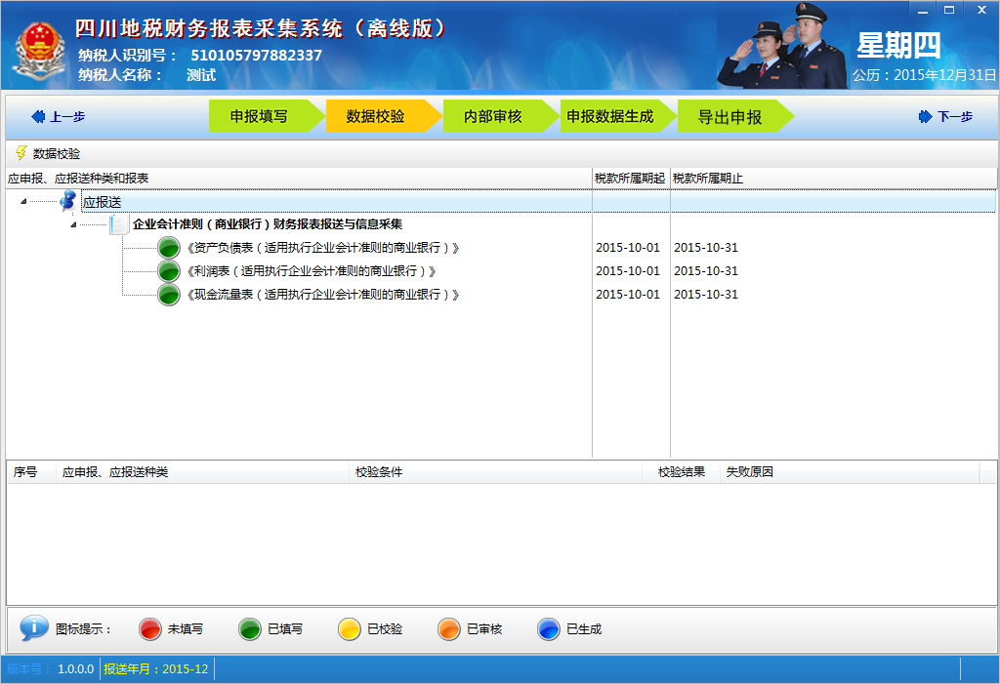 四川地税财务报表采集系统（离线版）
纳税人识别号： 510105797882337
纳税人名称： 测试
星期四
公历：2015年12月31日
上一步 申报填写 数据校验 内部审核 申报数据生成 导出申报 下一步
数据校验
应申报、应报送种类和报表 税款所属期起 税款所属期止
应报送
企业会计准则（商业银行）财务报表报送与信息采集
《资产负债表（适用执行企业会计准则的商业银行）》 2015-10-01 2015-10-31
《利润表（适用执行企业会计准则的商业银行）》 2015-10-01 2015-10-31
《现金流量表（适用执行企业会计准则的商业银行）》 2015-10-01 2015-10-31
序号 应申报、应报送种类 校验条件 校验结果 失败原因
图标提示： 未填写 已填写 已校验 已审核 已生成
版本号： 1.0.0.0 报送年月：2015-12